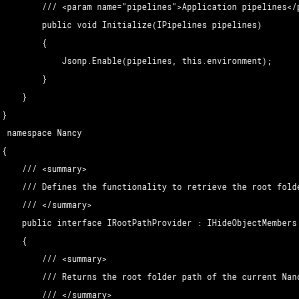 /// <param name="pipelines">Application pipelines</p
public void Initialize(IPipelines pipelines)
{
Jsonp.Enable(pipelines, this.environment);
}
}
}
namespace Nancy
{
/// <summary>
/// Defines the functionality to retrieve the root folde
/// </summary>
public interface IRootPathProvider : IHideObjectMembers
{
/// <summary>
/// Returns the root folder path of the current Nanc
/// </summary>